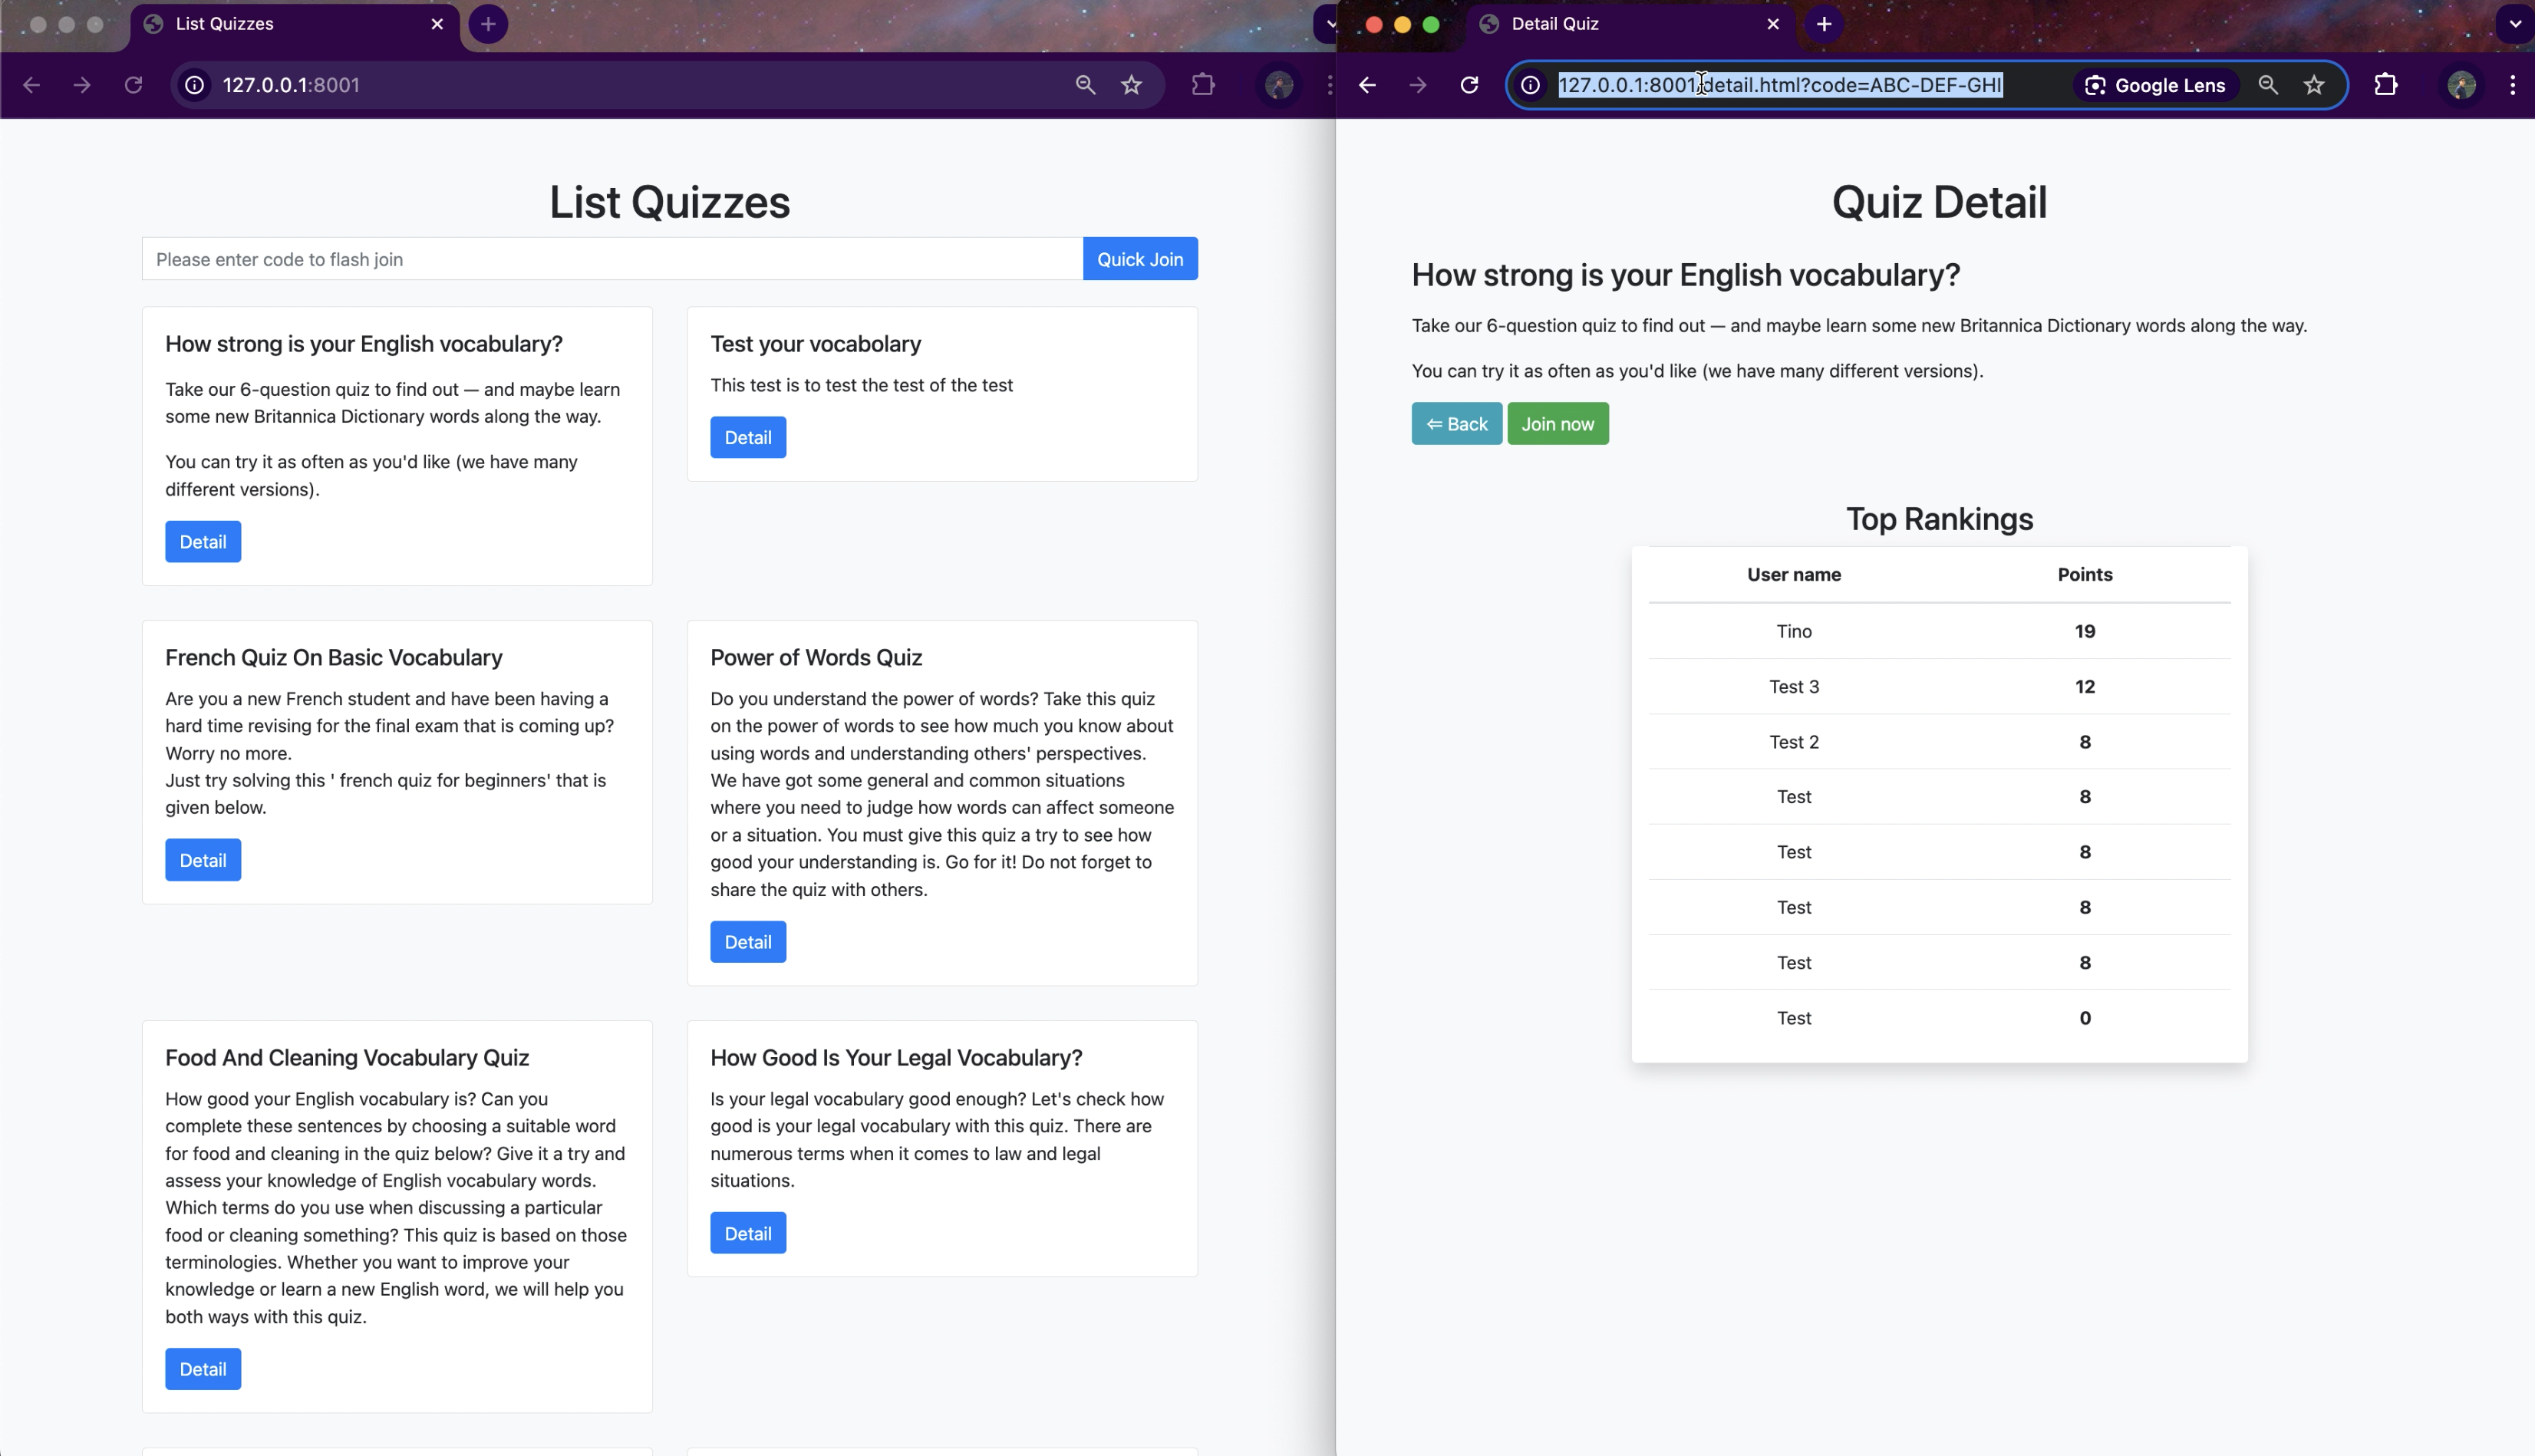 List Quizzes
127.0.0.1:8001
List Quizzes
Please enter code to flash join
Quick Join
How strong is your English vocabulary?
Take our 6-question quiz to find out — and maybe learn
some new Britannica Dictionary words along the way.
You can try it as often as you'd like (we have many
different versions).
Detail
Test your vocabolary
This test is to test the test of the test
Detail
French Quiz On Basic Vocabulary
Are you a new French student and have been having a
hard time revising for the final exam that is coming up?
Worry no more.
Just try solving this ' french quiz for beginners' that is
given below.
Detail
Power of Words Quiz
Do you understand the power of words? Take this quiz
on the power of words to see how much you know about
using words and understanding others' perspectives.
We have got some general and common situations
where you need to judge how words can affect someone
or a situation. You must give this quiz a try to see how
good your understanding is. Go for it! Do not forget to
share the quiz with others.
Detail
Food And Cleaning Vocabulary Quiz
How good your English vocabulary is? Can you
complete these sentences by choosing a suitable word
for food and cleaning in the quiz below? Give it a try and
assess your knowledge of English vocabulary words.
Which terms do you use when discussing a particular
food or cleaning something? This quiz is based on those
terminologies. Whether you want to improve your
knowledge or learn a new English word, we will help you
both ways with this quiz.
Detail
How Good Is Your Legal Vocabulary?
Is your legal vocabulary good enough? Let's check how
good is your legal vocabulary with this quiz. There are
numerous terms when it comes to law and legal
situations.
Detail
Detail Quiz
127.0.0.1:8001/detail.html?code=ABC-DEF-GHI
Google Lens
Quiz Detail
How strong is your English vocabulary?
Take our 6-question quiz to find out — and maybe learn some new Britannica Dictionary words along the way.
You can try it as often as you'd like (we have many different versions).
⇐ Back
Join now
Top Rankings
User name Points
Tino 19
Test 3 12
Test 2 8
Test 8
Test 8
Test 8
Test 8
Test 0